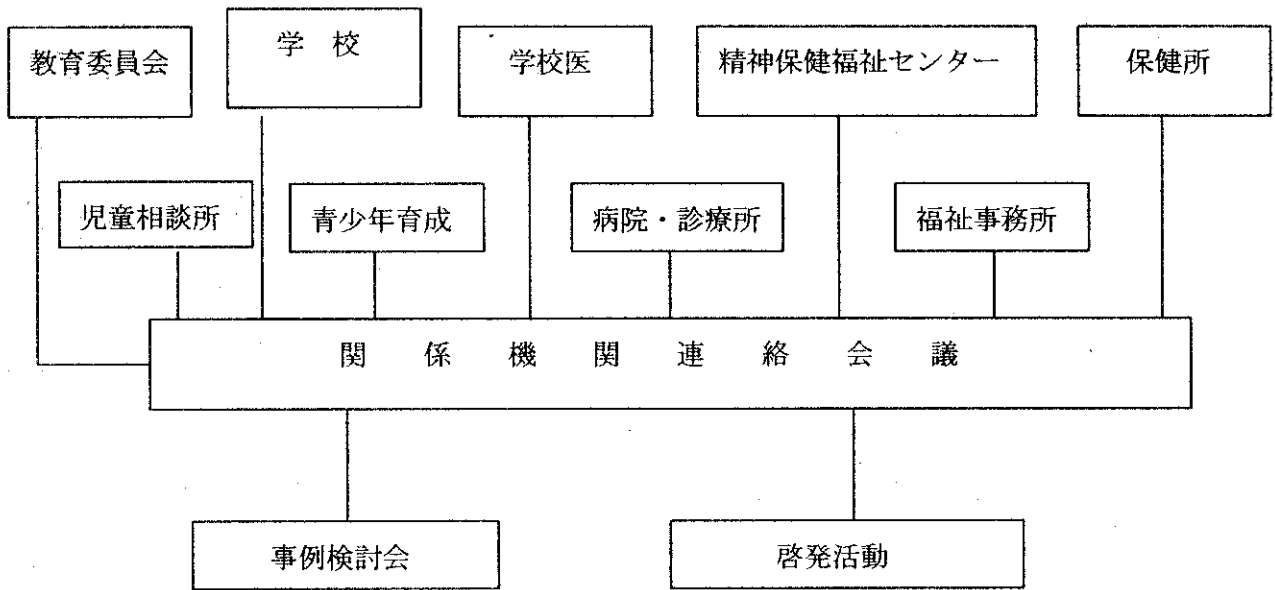 教育委員会
学　校
学校医
精神保健福祉センター
保健所
児童相談所
青少年育成
病院・診療所
福祉事務所
関　係　機　関　連　絡　会　議
事例検討会
啓発活動